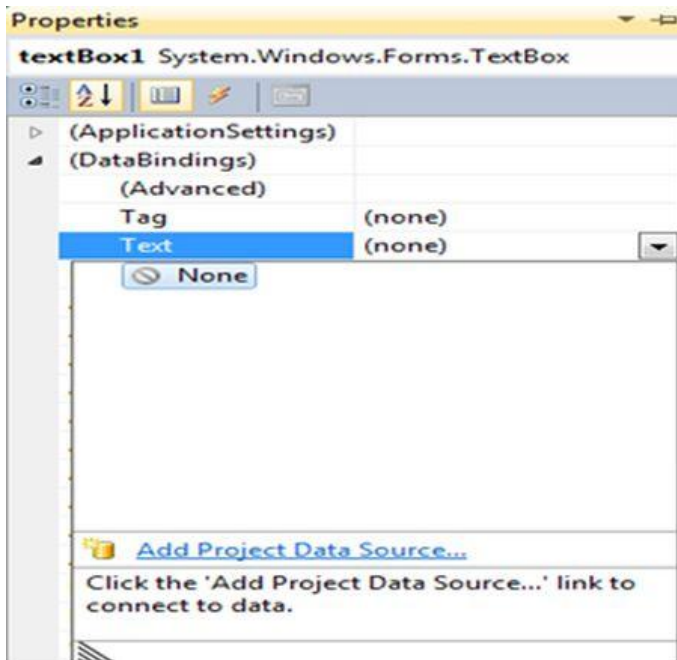 Properties
textBox1 System.Windows.Forms.TextBox
(ApplicationSettings)
(DataBindings)
(Advanced)
Tag (none)
Text (none)
None
Add Project Data Source...
Click the 'Add Project Data Source...' link to
connect to data.